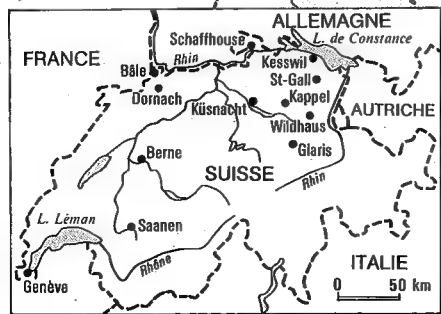 ALLEMAGNE
L. de Constance
Schaffhouse
FRANCE
Rhin
Kesswil
Bâle
St-Gall
Dornach
Kappel
AUTRICHE
Küsnacht
Wildhaus
Berne
Glaris
SUISSE
Rhin
L. Léman
Saanen
Rhône
ITALIE
Genève
0 50 km